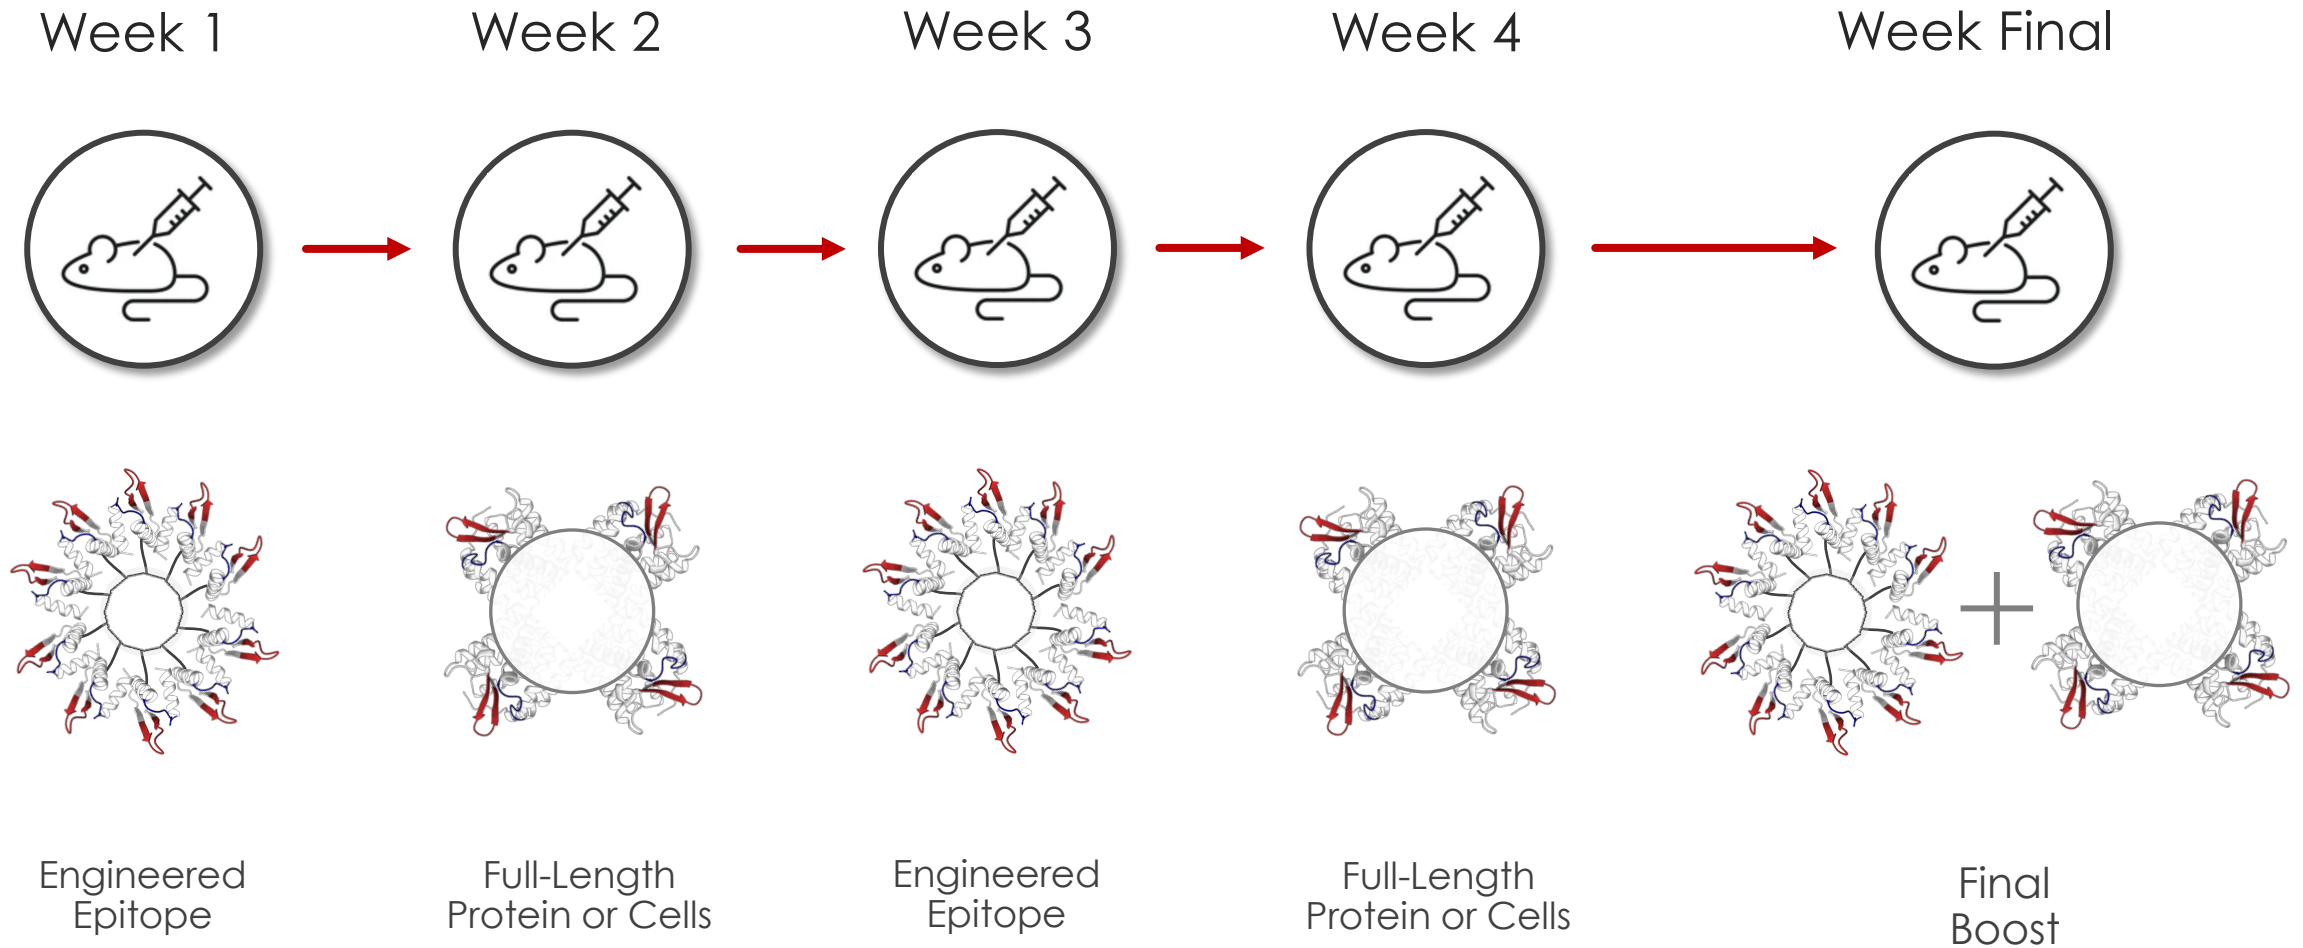 Week 1
Week 2
Week 3
Week 4
Week Final
Engineered
Epitope
Full-Length
Protein or Cells
Engineered
Epitope
Full-Length
Protein or Cells
Final
Boost